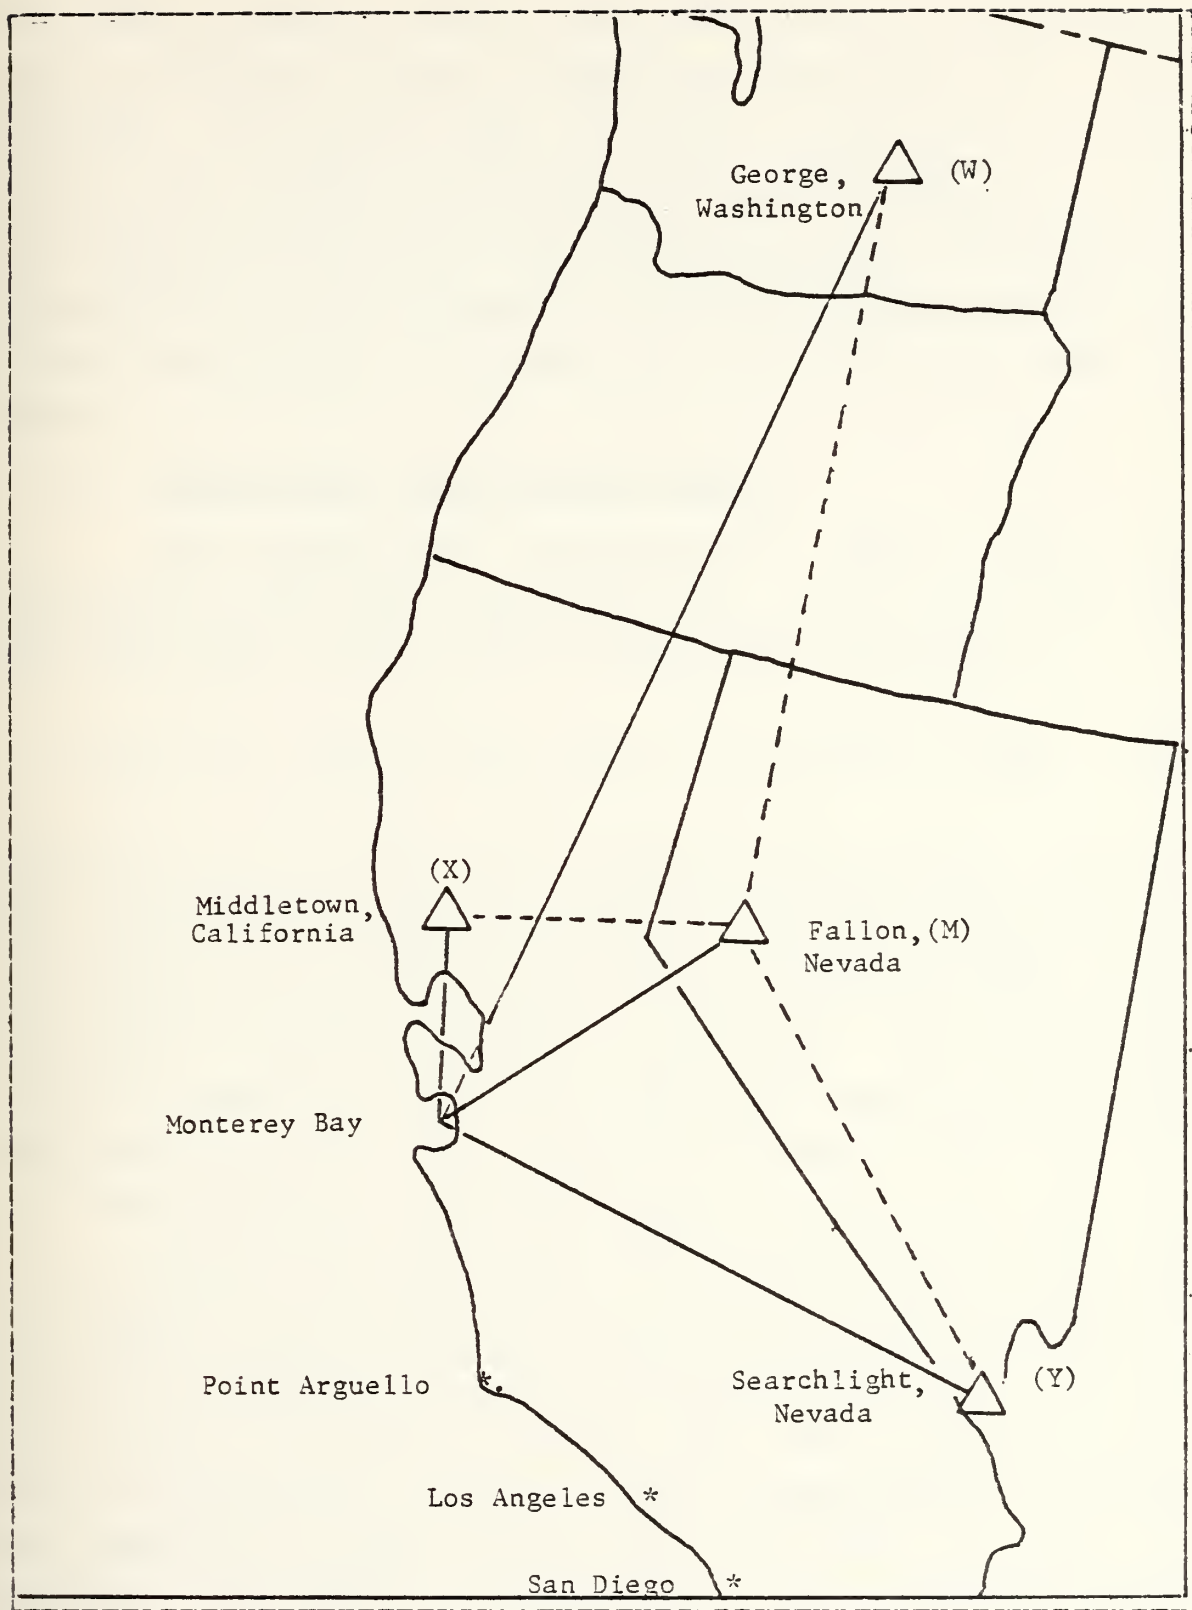 George,
Washington
(W)
(X)
Middletown,
California
Fallon, (M)
Nevada
Monterey Bay
Point Arguello
Searchlight,
Nevada
(Y)
Los Angeles
San Diego